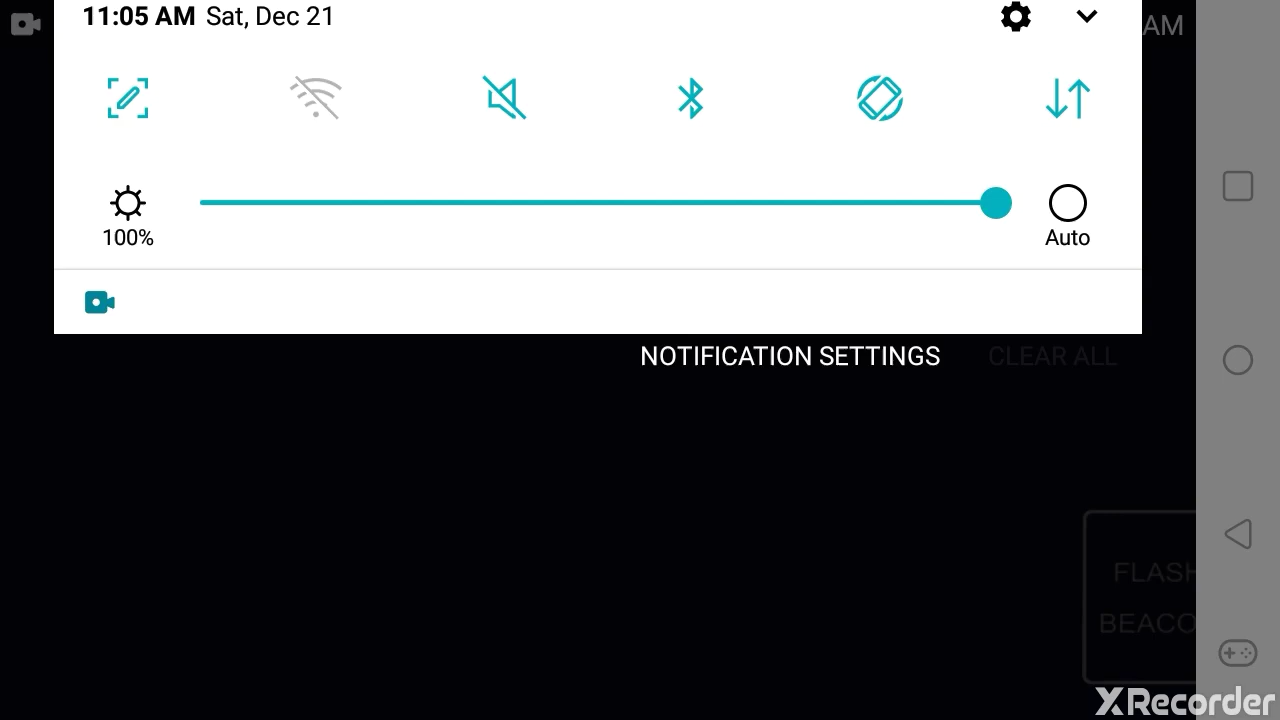 11:05 AM Sat, Dec 21
AM
100%
Auto
NOTIFICATION SETTINGS
CLEAR ALL
FLASH
BEACO
XRecorder